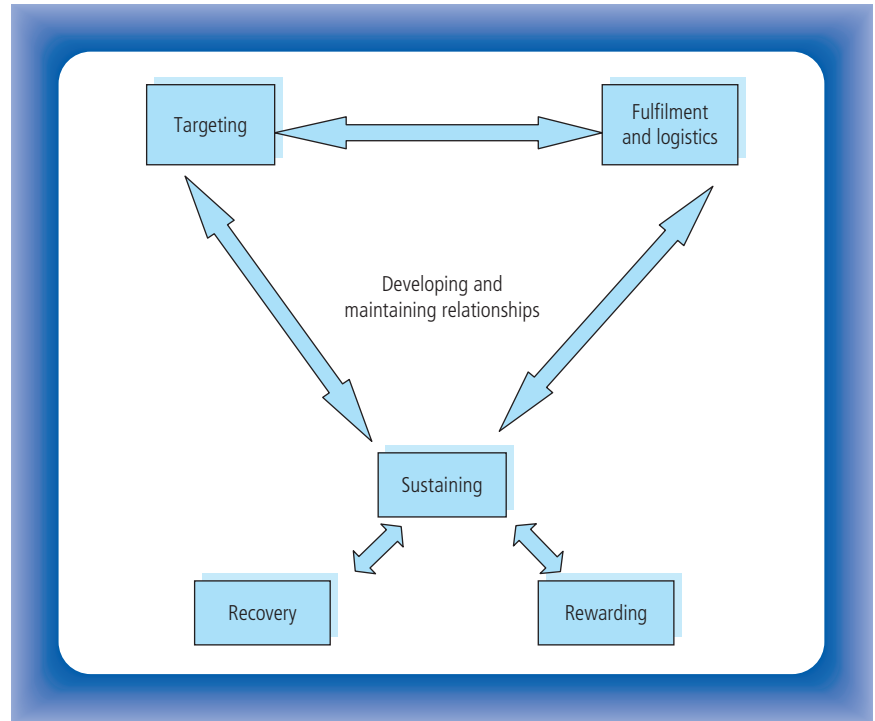 Targeting
Fulfilment
and logistics
Developing and
maintaining relationships
Sustaining
Recovery
Rewarding